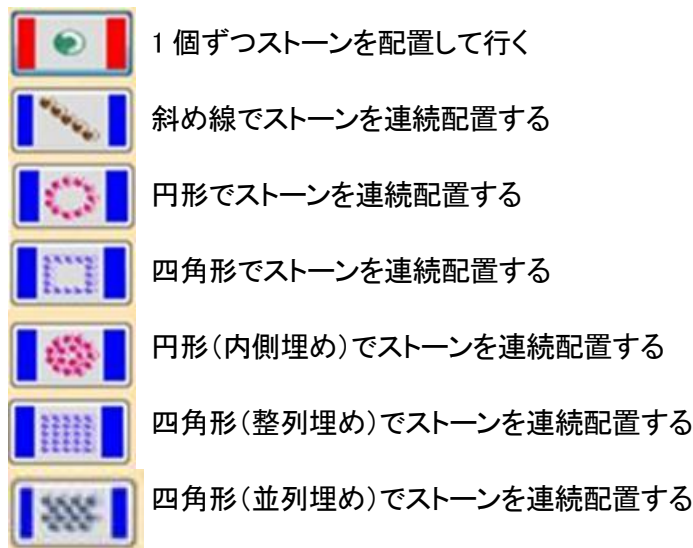 1 個ずつストーンを配置して行く
斜め線でストーンを連続配置する
円形でストーンを連続配置する
四角形でストーンを連続配置する
円形(内側埋め)でストーンを連続配置する
四角形(整列埋め)でストーンを連続配置する
四角形(並列埋め)でストーンを連続配置する